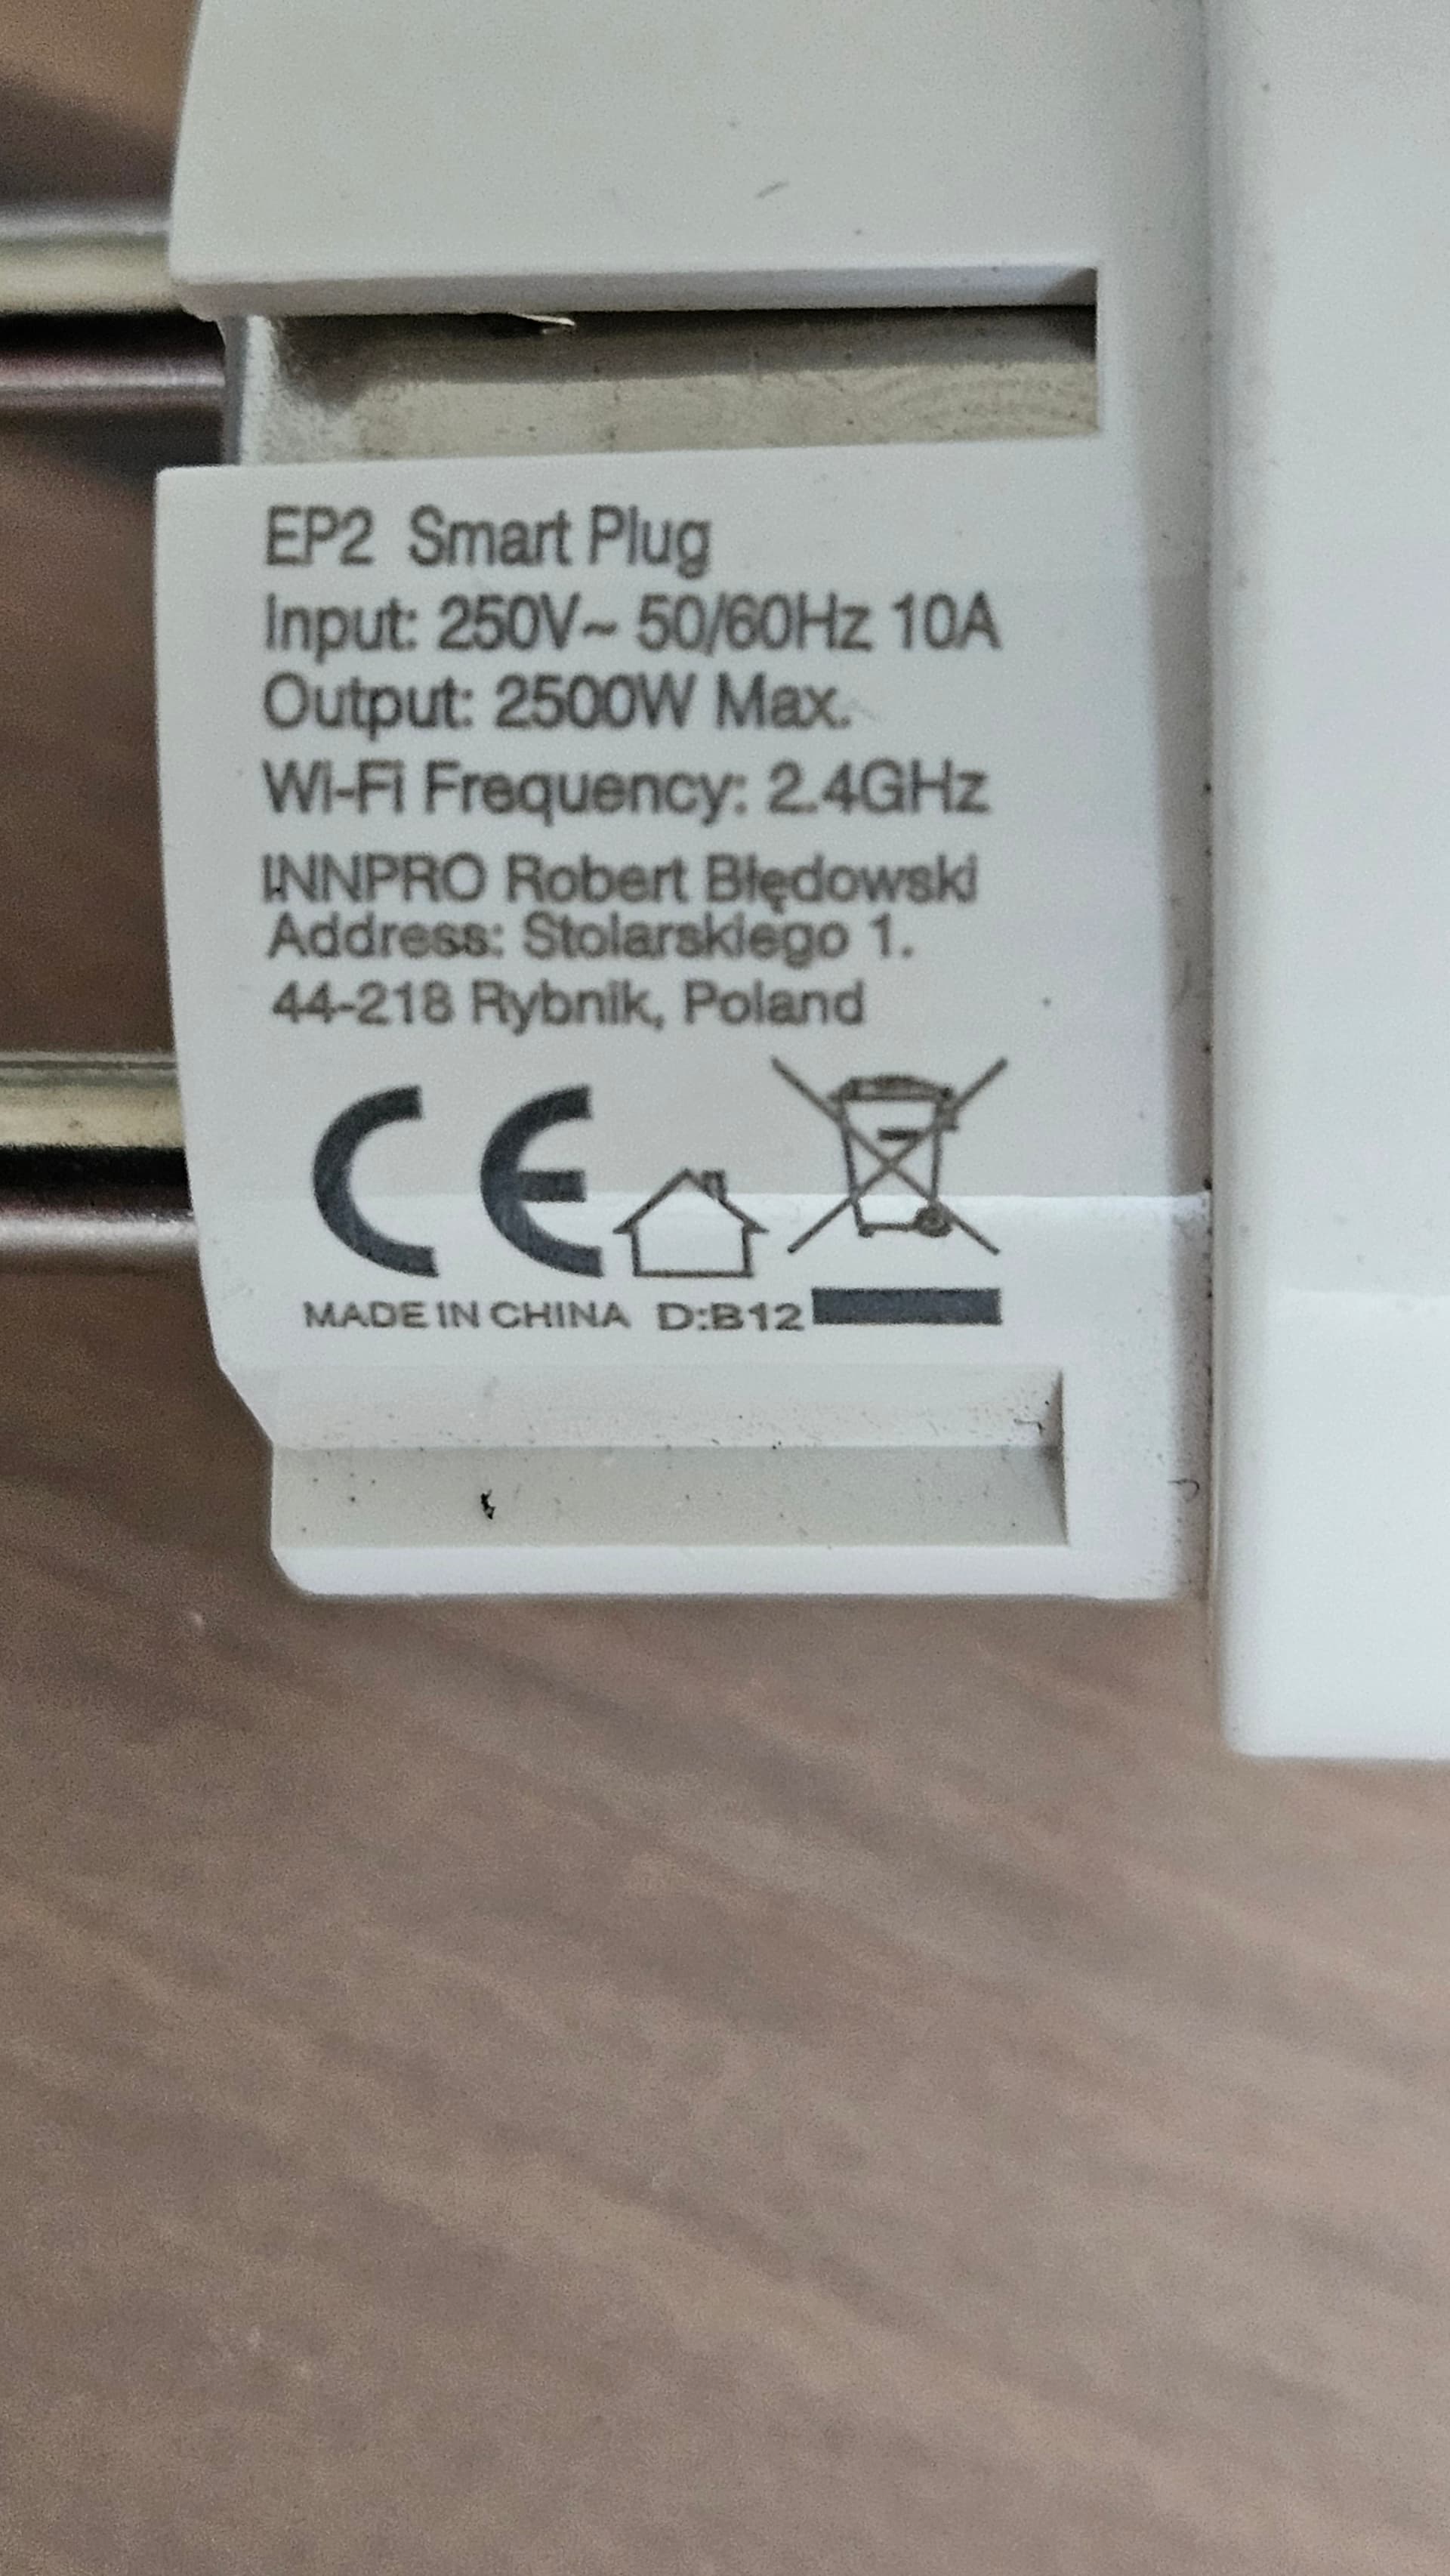 EP2 Smart Plug
Input: 250V~ 50/60Hz 10A
Output: 2500W Max.
Wi-Fi Frequency: 2.4GHz
INNPRO Robert Błędowski
Address: Stolarskiego 1.
44-218 Rybnik, Poland
CE
MADE IN CHINA D:B12